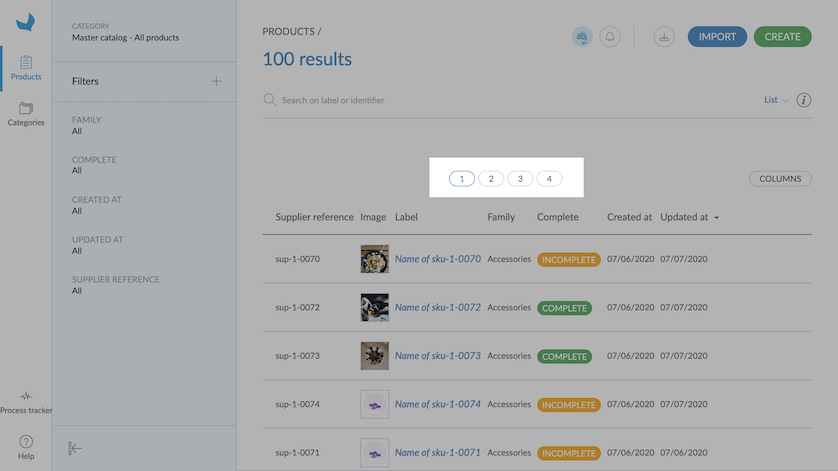 CATEGORY
Master catalog - All products
Products
Categories
Process tracker
Help
Filters
FAMILY
All
COMPLETE
All
CREATED AT
All
UPDATED AT
All
SUPPLIER REFERENCE
All
PRODUCTS /
IMPORT
CREATE
100 results
Search on label or identifier
List
1 2 3 4
COLUMNS
Supplier reference Image Label Family Complete Created at Updated at
sup-1-0070 Name of sku-1-0070 Accessories INCOMPLETE 07/06/2020 07/07/2020
sup-1-0072 Name of sku-1-0072 Accessories COMPLETE 07/06/2020 07/07/2020
sup-1-0073 Name of sku-1-0073 Accessories COMPLETE 07/06/2020 07/07/2020
sup-1-0074 Name of sku-1-0074 Accessories INCOMPLETE 07/06/2020 07/07/2020
sup-1-0071 Name of sku-1-0071 Accessories INCOMPLETE 07/06/2020 07/07/2020